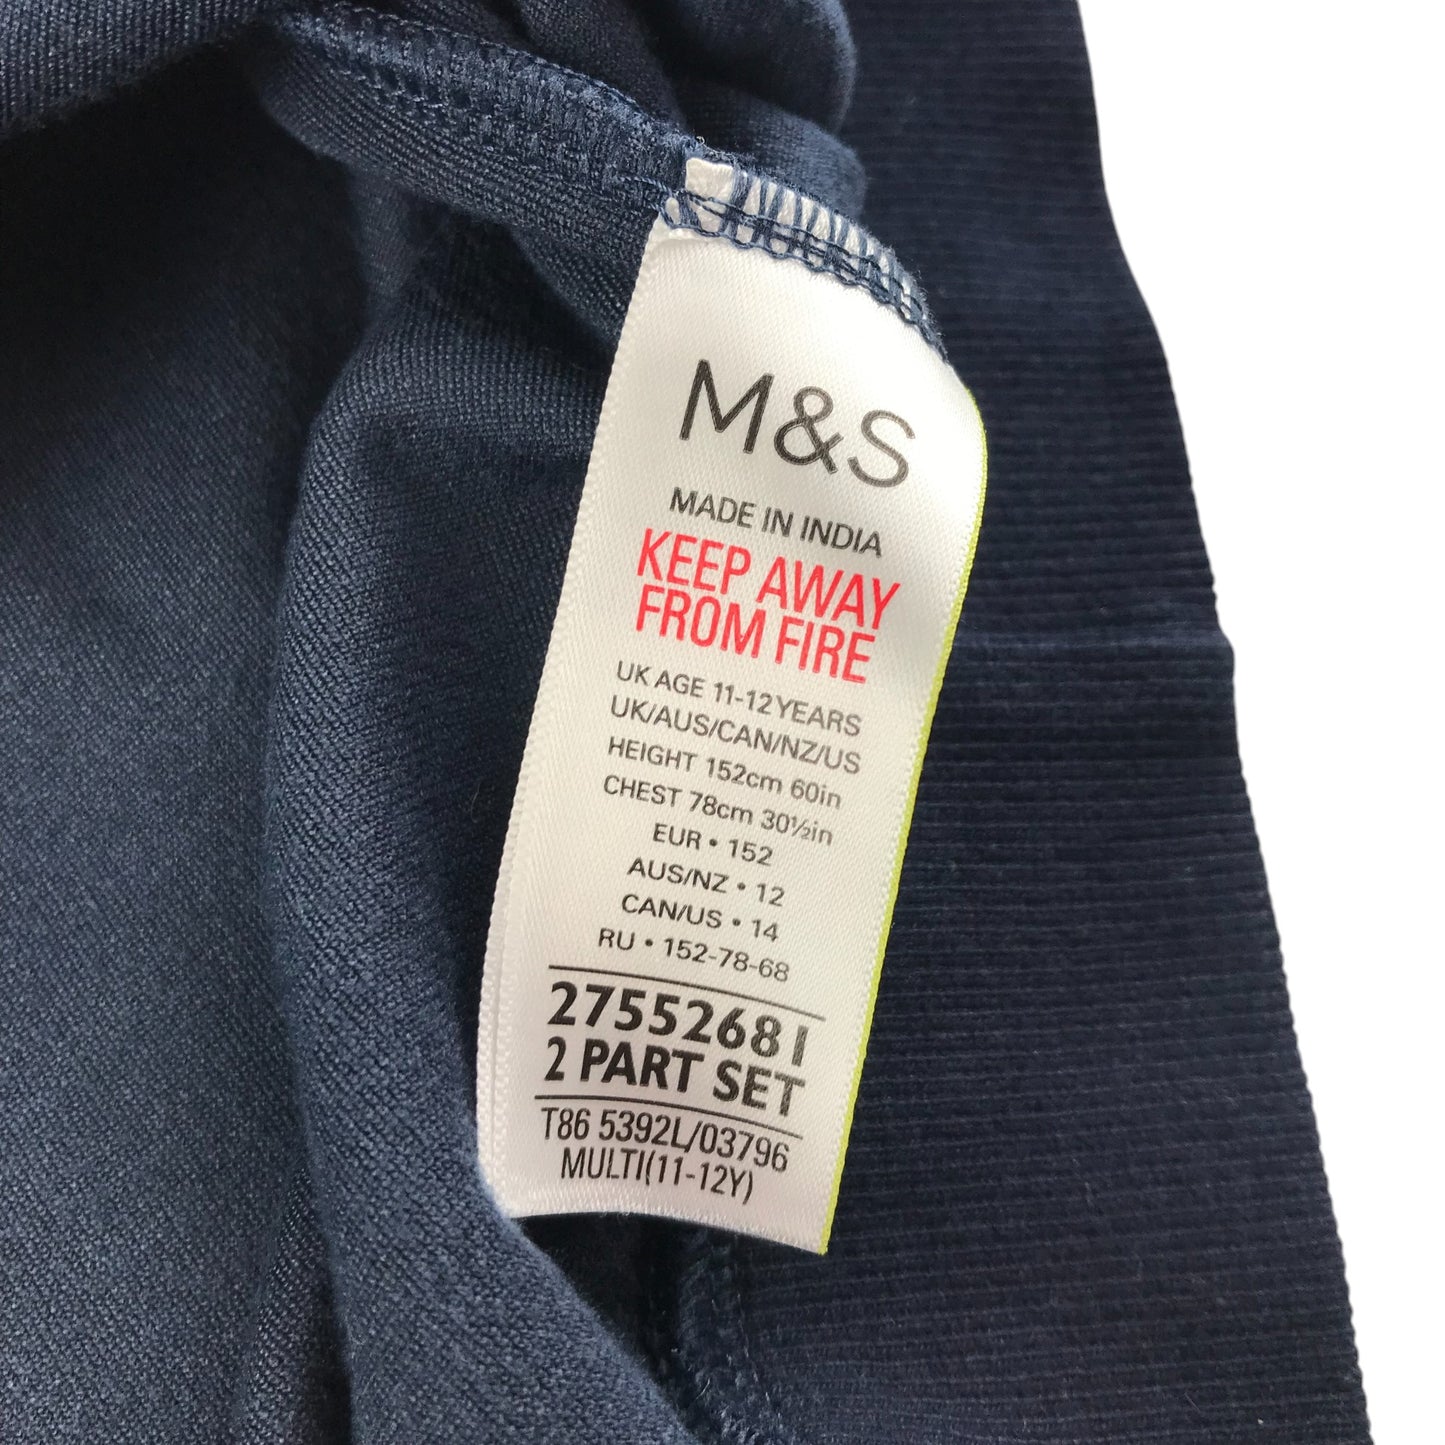 M&S
MADE IN INDIA
KEEP AWAY
FROM FIRE
UK AGE 11-12 YEARS
UK/AUS/CAN/NZ/US
HEIGHT 152cm 60in
CHEST 78cm 30½in
EUR • 152
AUS/NZ • 12
CAN/US • 14
RU • 152-78-68
27552681
2 PART SET
T86 5392L/03796
MULTI(11-12Y)